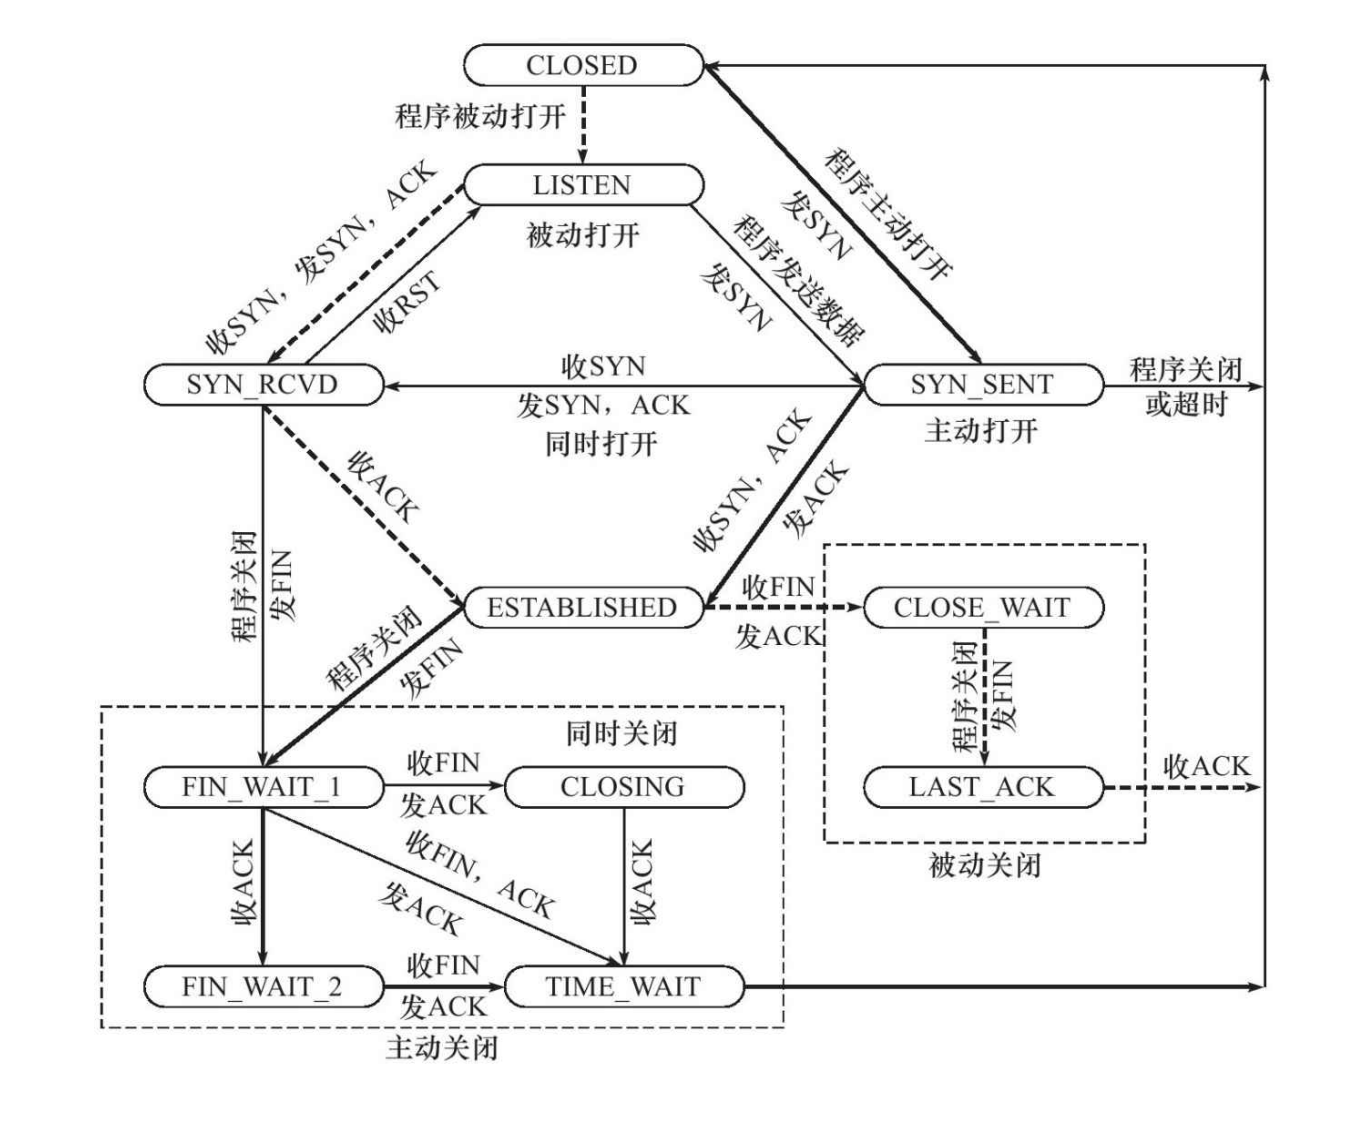 CLOSED
程序被动打开
LISTEN
被动打开
收SYN，发SYN，ACK
收RST
程序发送数据
发SYN
程序主动打开
发SYN
SYN_RCVD
收SYN
发SYN，ACK
同时打开
SYN_SENT
主动打开
程序关闭
或超时
收ACK
收SYN，ACK
发ACK
程序关闭
发FIN
ESTABLISHED
收FIN
发ACK
CLOSE_WAIT
程序关闭
发FIN
程序关闭
发FIN
同时关闭
FIN_WAIT_1
收FIN
发ACK
CLOSING
LAST_ACK
收ACK
被动关闭
收ACK
收FIN，ACK
发ACK
收ACK
FIN_WAIT_2
收FIN
发ACK
TIME_WAIT
主动关闭